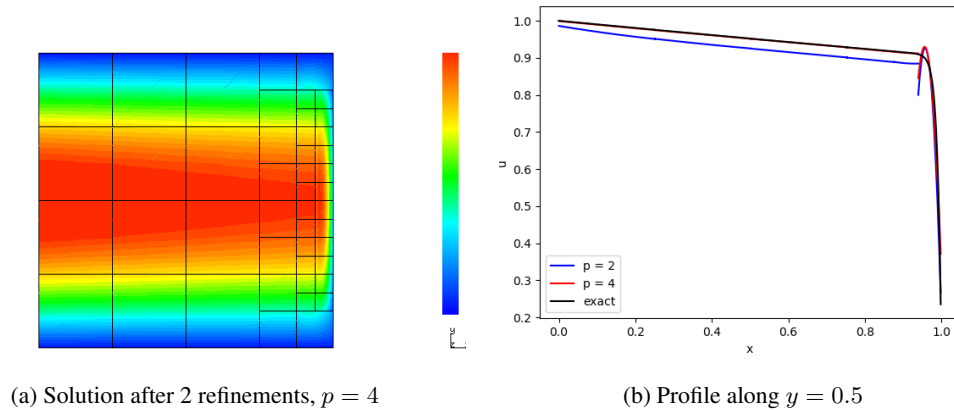 1.0
0.9
0.8
0.7
0.6
0.5
0.4
0.3
0.2
u
0.0 0.2 0.4 0.6 0.8 1.0
x
p = 2
p = 4
exact
(a) Solution after 2 refinements, p = 4
(b) Profile along y = 0.5